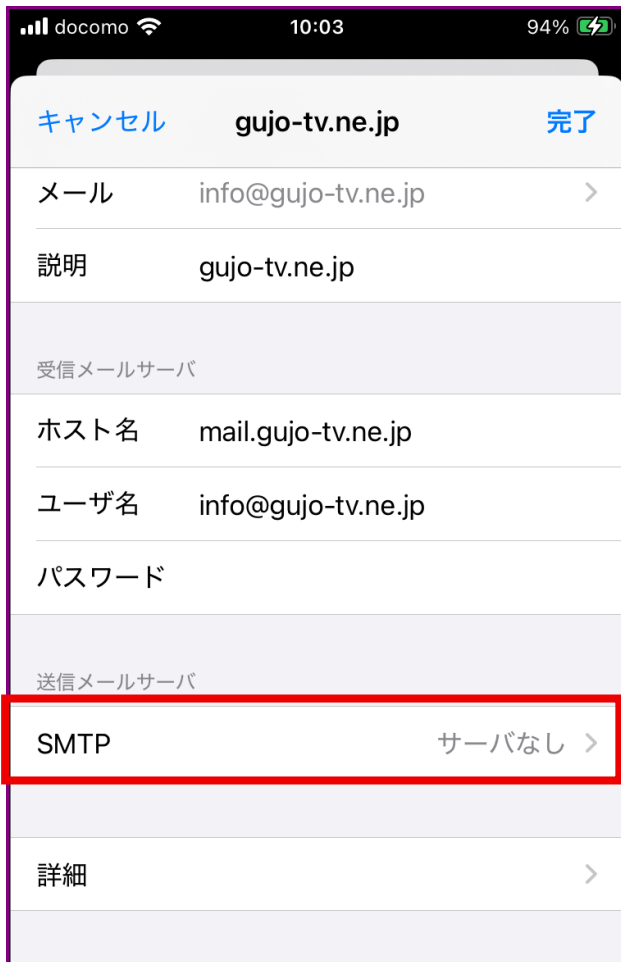 docomo 10:03 94%
キャンセル gujo-tv.ne.jp 完了
メール info@gujo-tv.ne.jp
説明 gujo-tv.ne.jp
受信メールサーバ
ホスト名 mail.gujo-tv.ne.jp
ユーザ名 info@gujo-tv.ne.jp
パスワード
送信メールサーバ
SMTP サーバなし
詳細